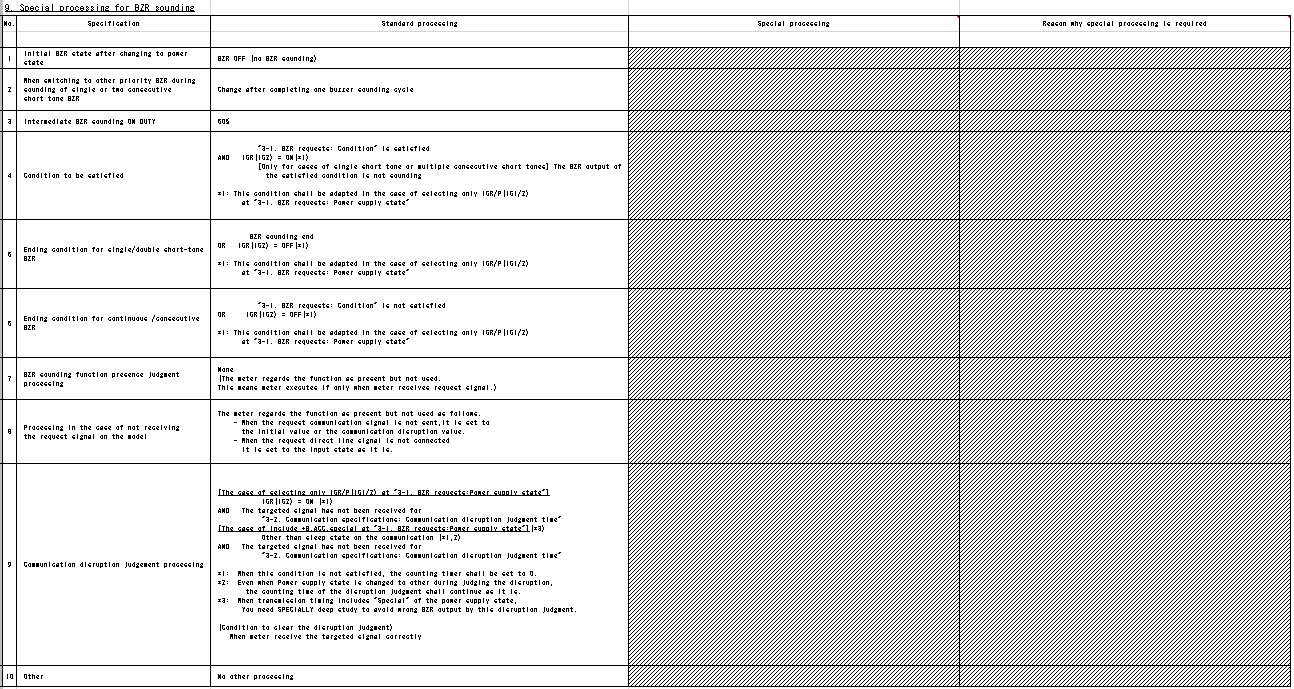 9. Special processing for BZR sounding
No.
Specification
Standard processing
Special processing
Reason why special processing is required
1
Initial BZR state after changing to power
state
BZR OFF (no BZR sounding)
2
When switching to other priority BZR during
sounding of single or two consecutive
short tone BZR
Change after completing one buzzer sounding cycle
3
Intermediate BZR sounding ON DUTY
50%
4
Condition to be satisfied
"3-1. BZR requests: Condition" is satisfied
AND IGR(IG2) = ON(*1)
[Only for cases of single short tone or multiple consecutive short tones] The BZR output of
the satisfied condition is not sounding
*1: This condition shall be adapted in the case of selecting only IGR/P(IG1/2)
at "3-1. BZR requests: Power supply state"
5
Ending condition for single/double short-tone
BZR
BZR sounding end
OR IGR(IG2) = OFF(*1)
*1: This condition shall be adapted in the case of selecting only IGR/P(IG1/2)
at "3-1. BZR requests: Power supply state"
6
Ending condition for continuous /consecutive
BZR
"3-1. BZR requests: Condition" is not satisfied
OR IGR(IG2) = OFF(*1)
*1: This condition shall be adapted in the case of selecting only IGR/P(IG1/2)
at "3-1. BZR requests: Power supply state"
7
BZR sounding function presence judgment
processing
None
(The meter regards the function as present but not used.
This means meter executes if only when meter receives request signal.)
8
Processing in the case of not receiving
the request signal on the model
The meter regards the function as present but not used as follows.
- When the request communication signal is not sent,it is set to
the initial value or the communication disruption value.
- When the request direct line signal is not connected
it is set to the input state as it is.
9
Communication disruption judgement processing
[The case of selecting only IGR/P(IG1/2) at "3-1. BZR requests:Power supply state"]
IGR(IG2) = ON (*1)
AND The targeted signal has not been received for
"3-2. Communication specifications: Communication disruption judgment time"
[The case of include +B,ACC,special at "3-1. BZR requests:Power supply state"](*3)
Other than sleep state on the communication (*1,2)
AND The targeted signal has not been received for
"3-2. Communication specifications: Communication disruption judgment time"
*1: When this condition is not satisfied, the counting timer shall be set to 0.
*2: Even when Power supply state is changed to other during judging the disruption,
the counting time of the disruption judgment shall continue as it is.
*3: When transmission timing includes "Special" of the power supply state,
You need SPECIALLY deep study to avoid wrong BZR output by this disruption judgment.
(Condition to clear the disruption judgment)
When meter receive the targeted signal correctly
10
Other
No other processing